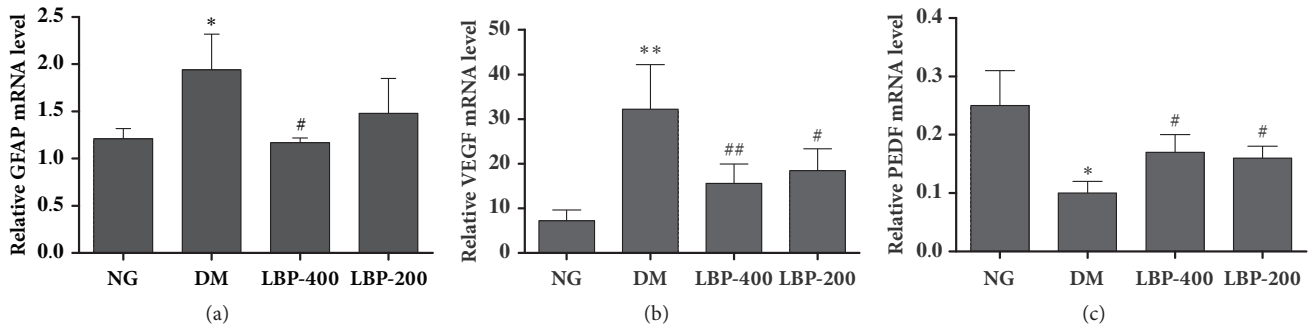 Relative GFAP mRNA level
2.5
2.0
1.5
1.0
0.5
0.0
*
#
NG DM LBP-400 LBP-200
(a)
Relative VEGF mRNA level
50
40
30
20
10
0
**
##
#
NG DM LBP-400 LBP-200
(b)
Relative PEDF mRNA level
0.4
0.3
0.2
0.1
0.0
*
#
#
NG DM LBP-400 LBP-200
(c)